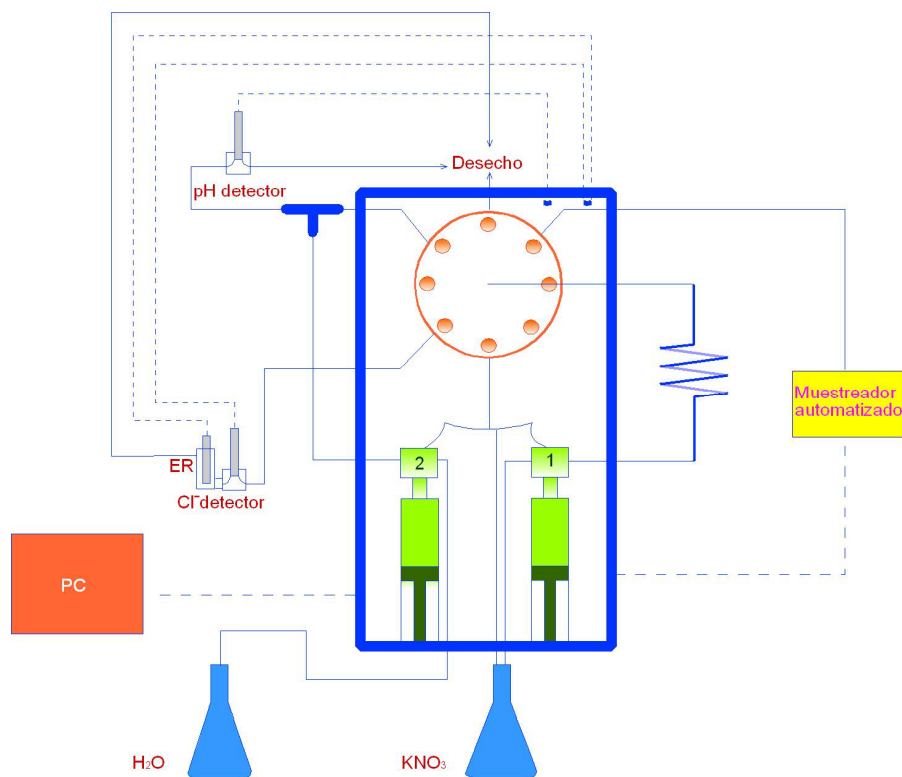 Desecho
pH detector
Muestreador
automatizado
2
1
ER
Cl⁻detector
PC
H₂O
KNO₃